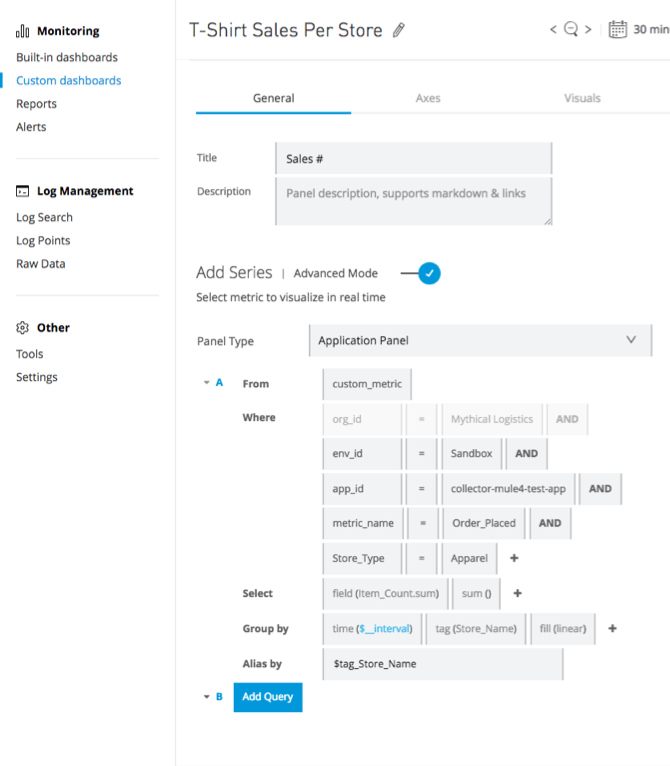 Monitoring
Built-in dashboards
Custom dashboards
Reports
Alerts
Log Management
Log Search
Log Points
Raw Data
Other
Tools
Settings
T-Shirt Sales Per Store
< > 30 min
General Axes Visuals
Title Sales #
Description Panel description, supports markdown & links
Add Series | Advanced Mode
Select metric to visualize in real time
Panel Type Application Panel
A From custom_metric
Where org_id = Mythical Logistics AND
env_id = Sandbox AND
app_id = collector-mule4-test-app AND
metric_name = Order_Placed AND
Store_Type = Apparel +
Select field (Item_Count.sum) sum () +
Group by time ($__interval) tag (Store_Name) fill (linear) +
Alias by $tag_Store_Name
B Add Query